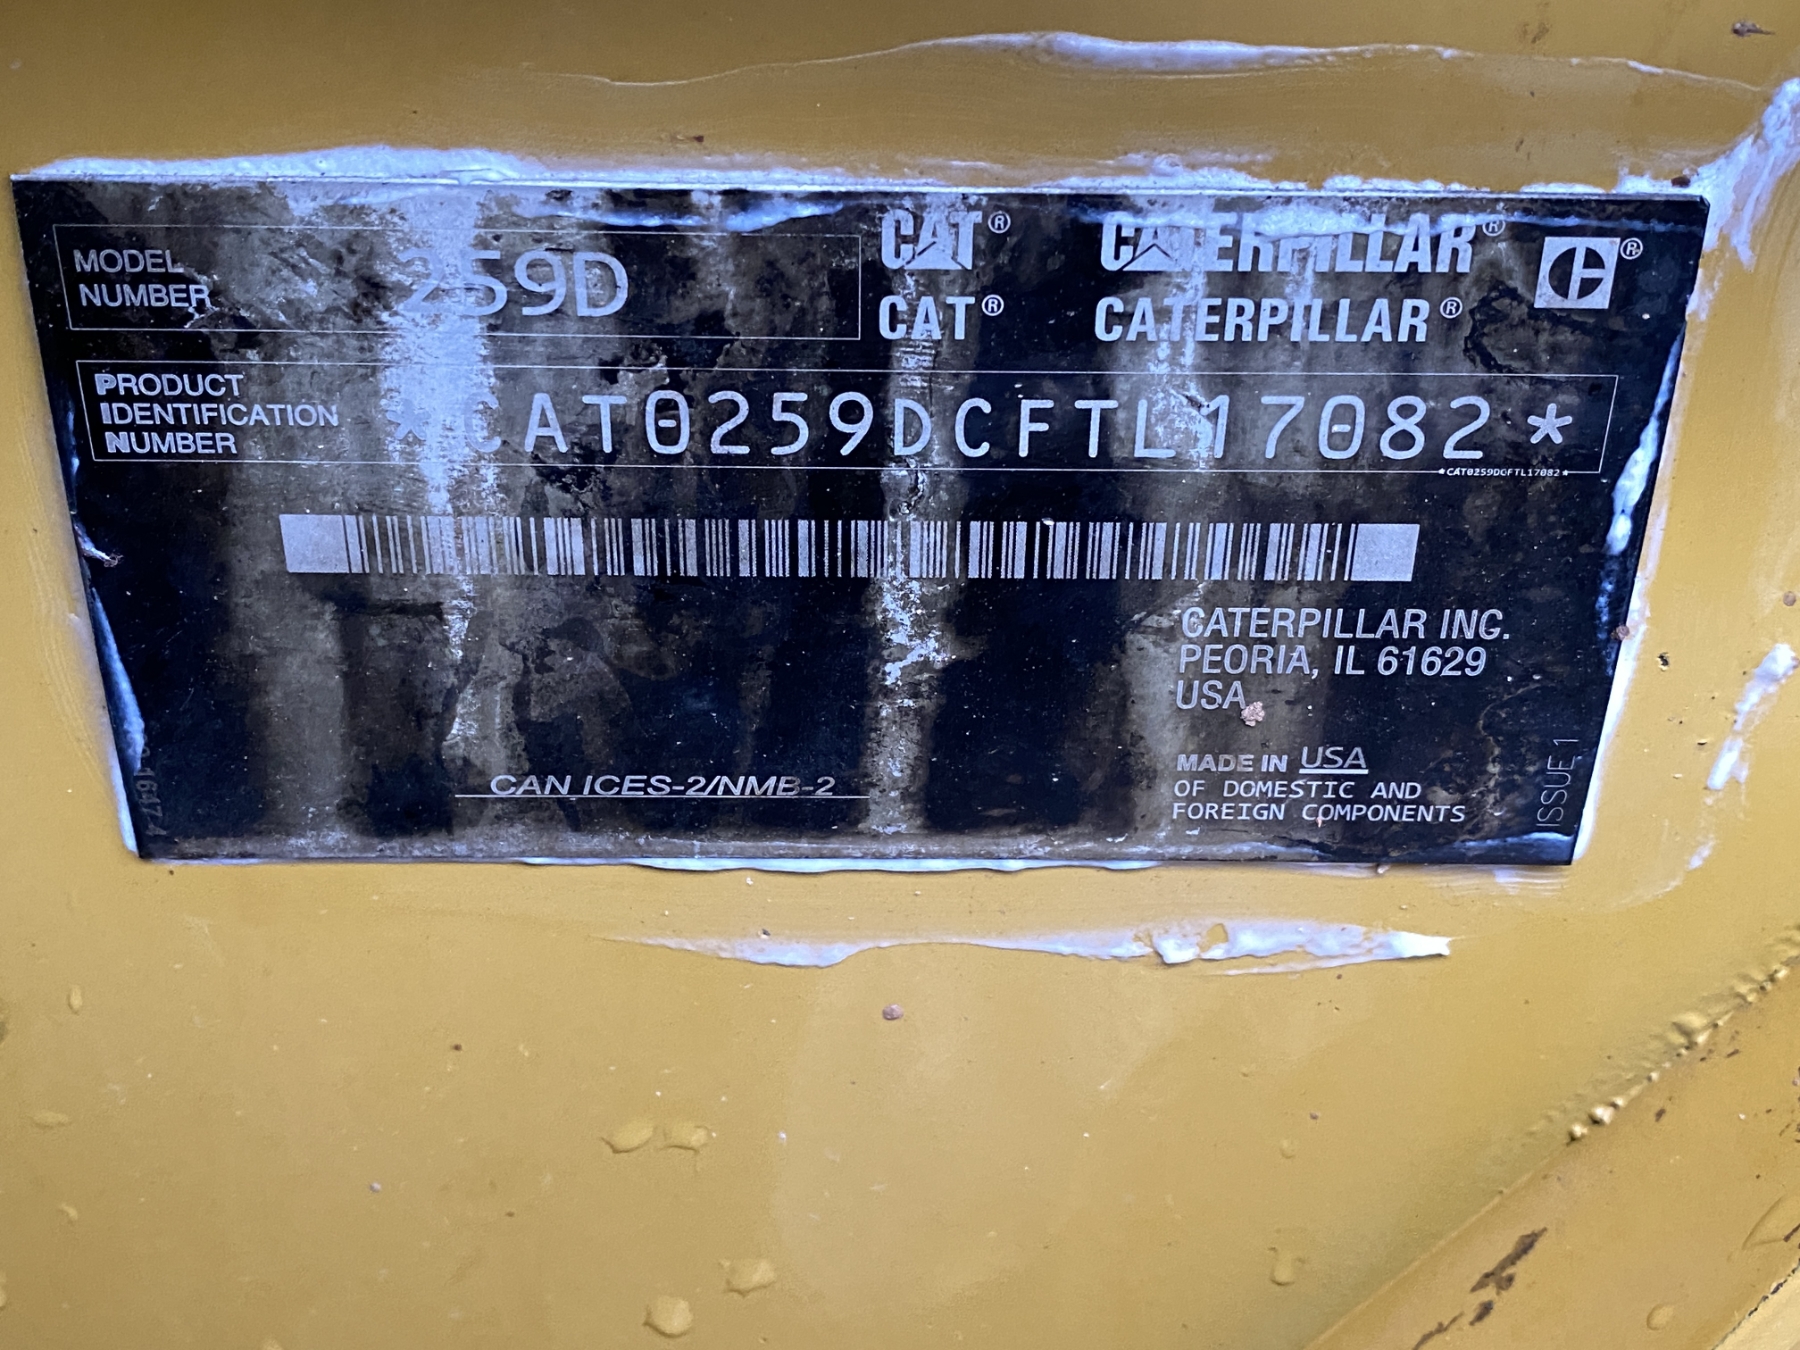 MODEL
NUMBER
259D
CAT® CATERPILLAR® ®
CAT® CATERPILLAR®
PRODUCT
IDENTIFICATION
NUMBER
*CAT0259DCFTL17082*
*CAT0259DCFTL17082*
CATERPILLAR INC.
PEORIA, IL 61629
USA
CAN ICES-2/NMB-2
MADE IN USA
OF DOMESTIC AND
FOREIGN COMPONENTS
ISSUE 1